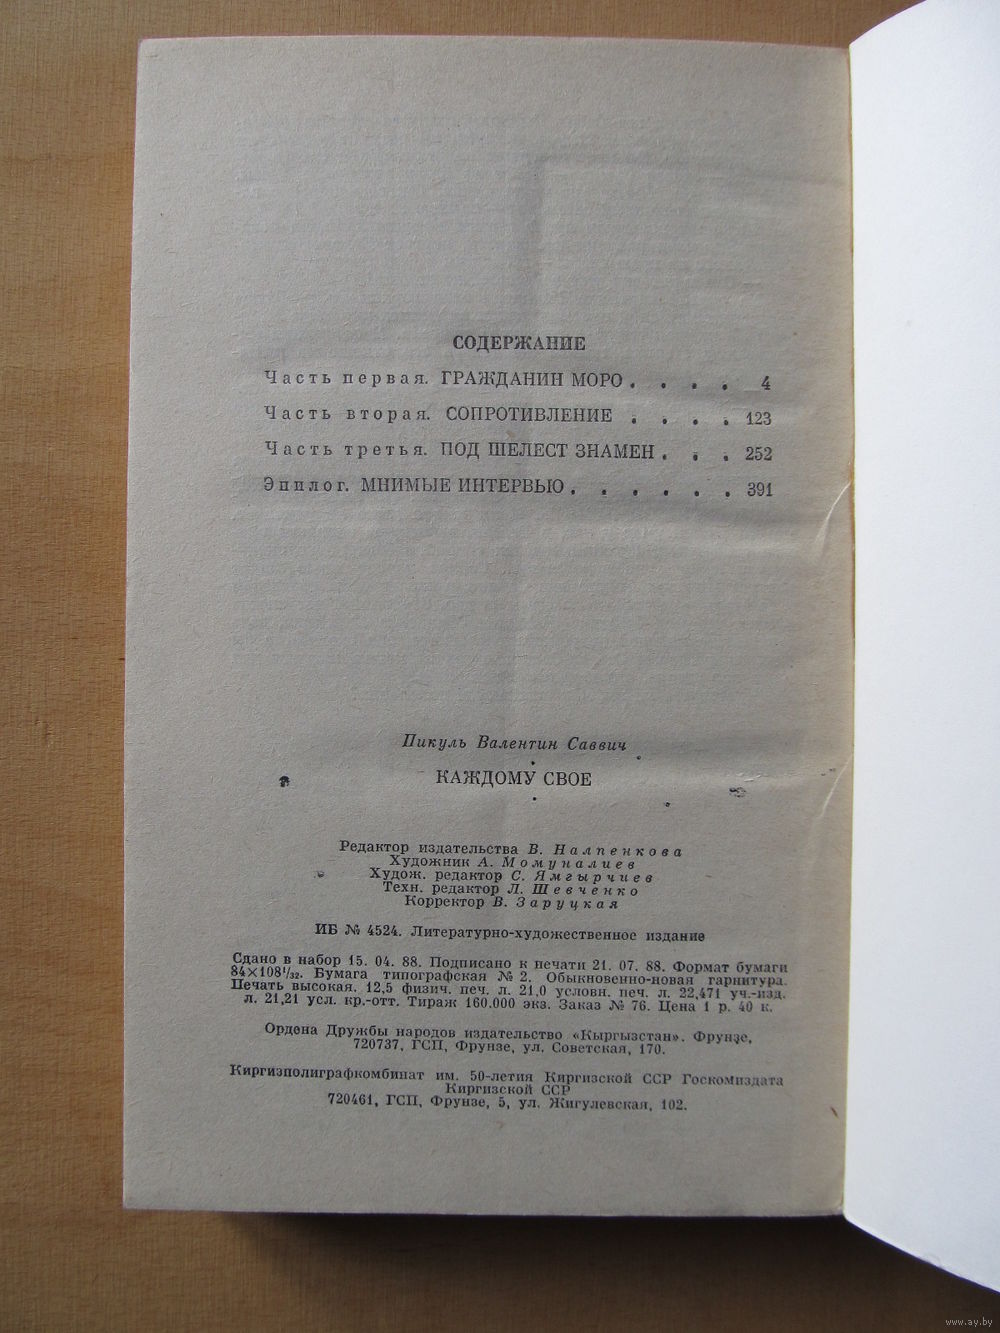 СОДЕРЖАНИЕ
Часть первая. ГРАЖДАНИН МОРО . . . . 4
Часть вторая. СОПРОТИВЛЕНИЕ . . . . 123
Часть третья. ПОД ШЕЛЕСТ ЗНАМЕН . . . 252
Эпилог. МНИМЫЕ ИНТЕРВЬЮ . . . . . . 391
Пикуль Валентин Саввич
КАЖДОМУ СВОЕ
Редактор издательства В. Налпенкова
Художник А. Момуналиев
Худож. редактор С. Ямгырчиев
Техн. редактор Л. Шевченко
Корректор В. Заруцкая
ИБ № 4524. Литературно-художественное издание
Сдано в набор 15. 04. 88. Подписано к печати 21. 07. 88. Формат бумаги
84×108¹/₃₂. Бумага типографская № 2. Обыкновенно-новая гарнитура.
Печать высокая. 12,5 физич. печ. л. 21,0 условн. печ. л. 22,471 уч.-изд.
л. 21,21 усл. кр.-отт. Тираж 160.000 экз. Заказ № 76. Цена 1 р. 40 к.
Ордена Дружбы народов издательство «Кыргызстан». Фрунзе,
720737, ГСП, Фрунзе, ул. Советская, 170.
Киргизполиграфкомбинат им. 50-летия Киргизской ССР Госкомиздата
Киргизской ССР
720461, ГСП, Фрунзе, 5, ул. Жигулевская, 102.
www.ay.by